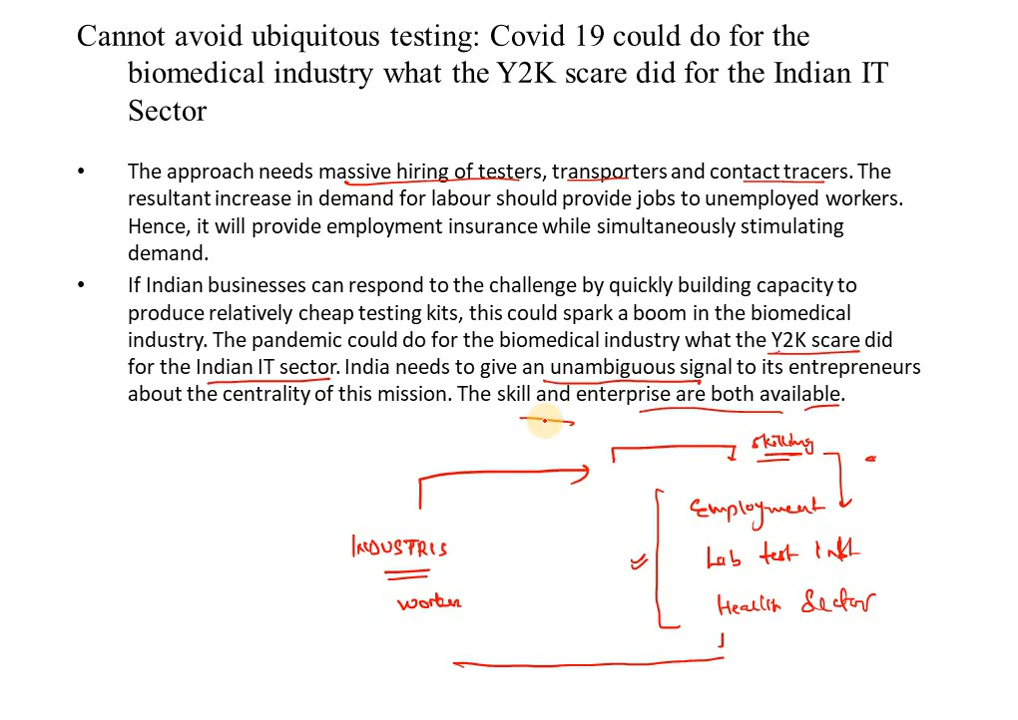 Cannot avoid ubiquitous testing: Covid 19 could do for the
biomedical industry what the Y2K scare did for the Indian IT
Sector
• The approach needs massive hiring of testers, transporters and contact tracers. The
resultant increase in demand for labour should provide jobs to unemployed workers.
Hence, it will provide employment insurance while simultaneously stimulating
demand.
• If Indian businesses can respond to the challenge by quickly building capacity to
produce relatively cheap testing kits, this could spark a boom in the biomedical
industry. The pandemic could do for the biomedical industry what the Y2K scare did
for the Indian IT sector. India needs to give an unambiguous signal to its entrepreneurs
about the centrality of this mission. The skill and enterprise are both available.
Skilling
Employment
INDUSTRIS
Lab test
worker
Health Sector